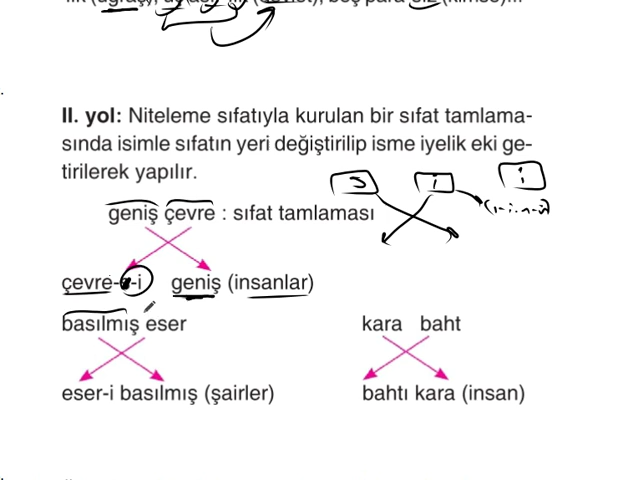 II. yol: Niteleme sıfatıyla kurulan bir sıfat tamlama-
sında isimle sıfatın yeri değiştirilip isme iyelik eki ge-
tirilerek yapılır.
S İ İ
geniş çevre : sıfat tamlaması
çevre- -i geniş (insanlar)
basılmış eser kara baht
eser-i basılmış (şairler) bahtı kara (insan)